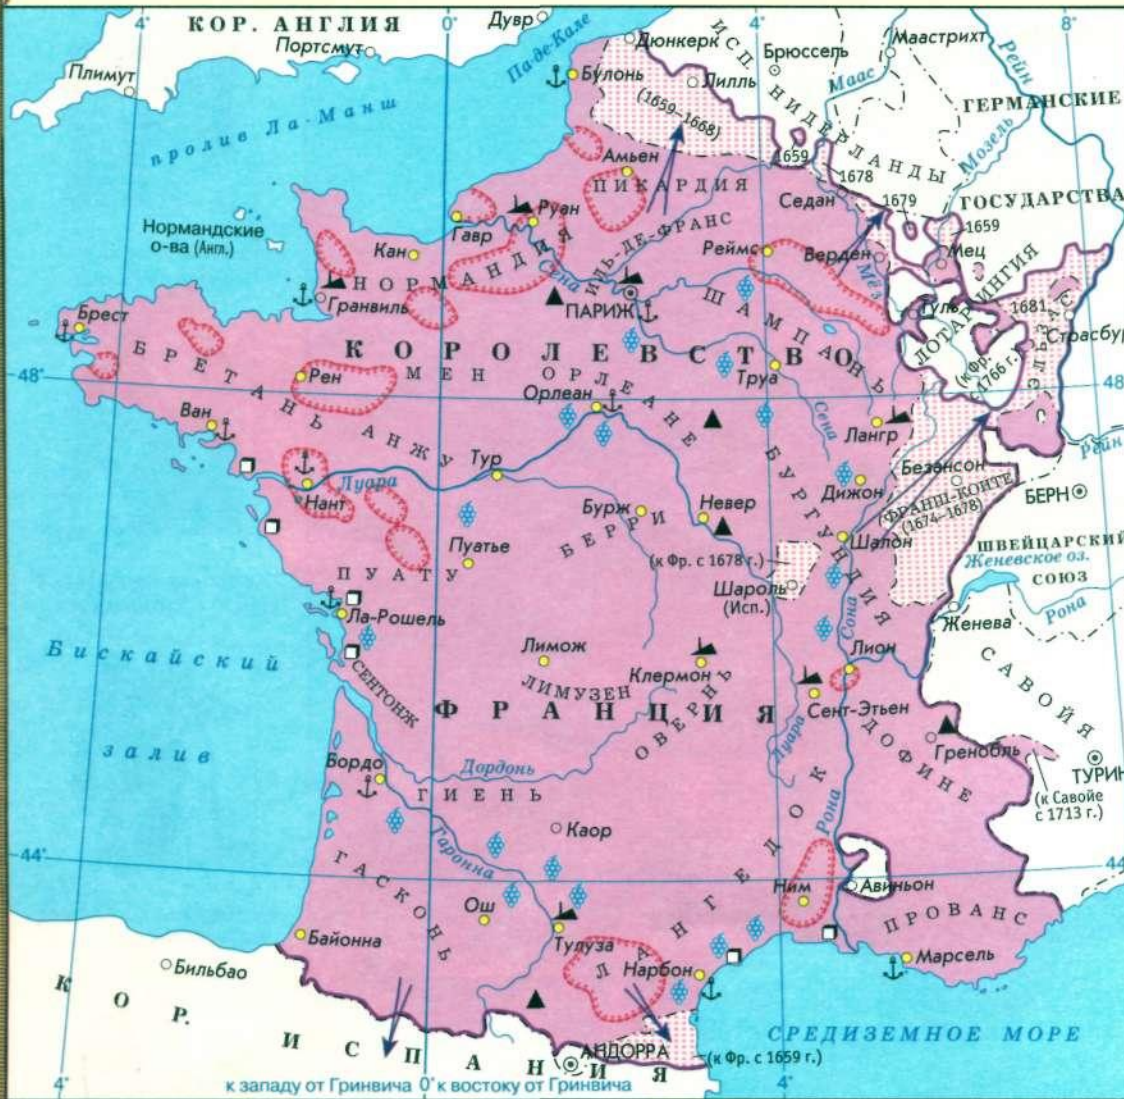 4°
КОР. АНГЛИЯ
0°
Дувр
4°
8°
Портсмут
Плимут
Па-де-Кале
Дюнкерк
ИСП. НИДЕРЛАНДЫ
Брюссель
Маастрихт
Рейн
Булонь
Лилль
Маас
(1659–1668)
ГЕРМАНСКИЕ
пролив Ла-Манш
Мозель
Амьен
1659
ПИКАРДИЯ
1678
Седан
1679
ГОСУДАРСТВА
Нормандские
о-ва (Англ.)
Гавр
Руан
ИЛЬ-ДЕ-ФРАНС
1659
Кан
Реймс
Верден
Мец
НОРМАНДИЯ
Сена
Мёз
ЛОТАРИНГИЯ
Гранвиль
ПАРИЖ
ШАМПАНЬ
Туль
1681
Брест
ЭЛЬЗАС
Страсбур
КОРОЛЕВСТВО
(к Фр.
с 1766 г.)
БРЕТАНЬ
Рен
МЕН
ОРЛЕАНЕ
Труа
48°
48
Орлеан
Сена
Ван
АНЖУ
Лангр
Рейн
Тур
БУРГУНДИЯ
Безансон
Луара
Нант
Дижон
ФРАНШ-КОНТЕ
(1674–1678)
БЕРН
Бурж
Невер
БЕРРИ
Шалон
Пуатье
ШВЕЙЦАРСКИЙ
(к Фр. с 1678 г.)
Женевское оз.
ПУАТУ
СОЮЗ
Шароль
(Исп.)
Рона
Ла-Рошель
Женева
Сона
Бискайский
залив
Лимож
Лион
САВОЙЯ
СЕНТОНЖ
ЛИМУЗЕН
Клермон
ОВЕРНЬ
ФРАНЦИЯ
Сент-Этьен
Луара
ДОФИНЕ
Гренобль
Бордо
Дордонь
ТУРИН
ГИЕНЬ
(к Савойе
с 1713 г.)
Рона
Каор
Гаронна
44°
44
ГАСКОНЬ
ЛАНГЕДОК
Ним
Авиньон
Ош
ПРОВАНС
Байонна
Тулуза
Марсель
Бильбао
Нарбон
КОР. ИСПАНИЯ
СРЕДИЗЕМНОЕ МОРЕ
АНДОРРА
(к Фр. с 1659 г.)
4°
к западу от Гринвича 0° к востоку от Гринвича
4°
8°